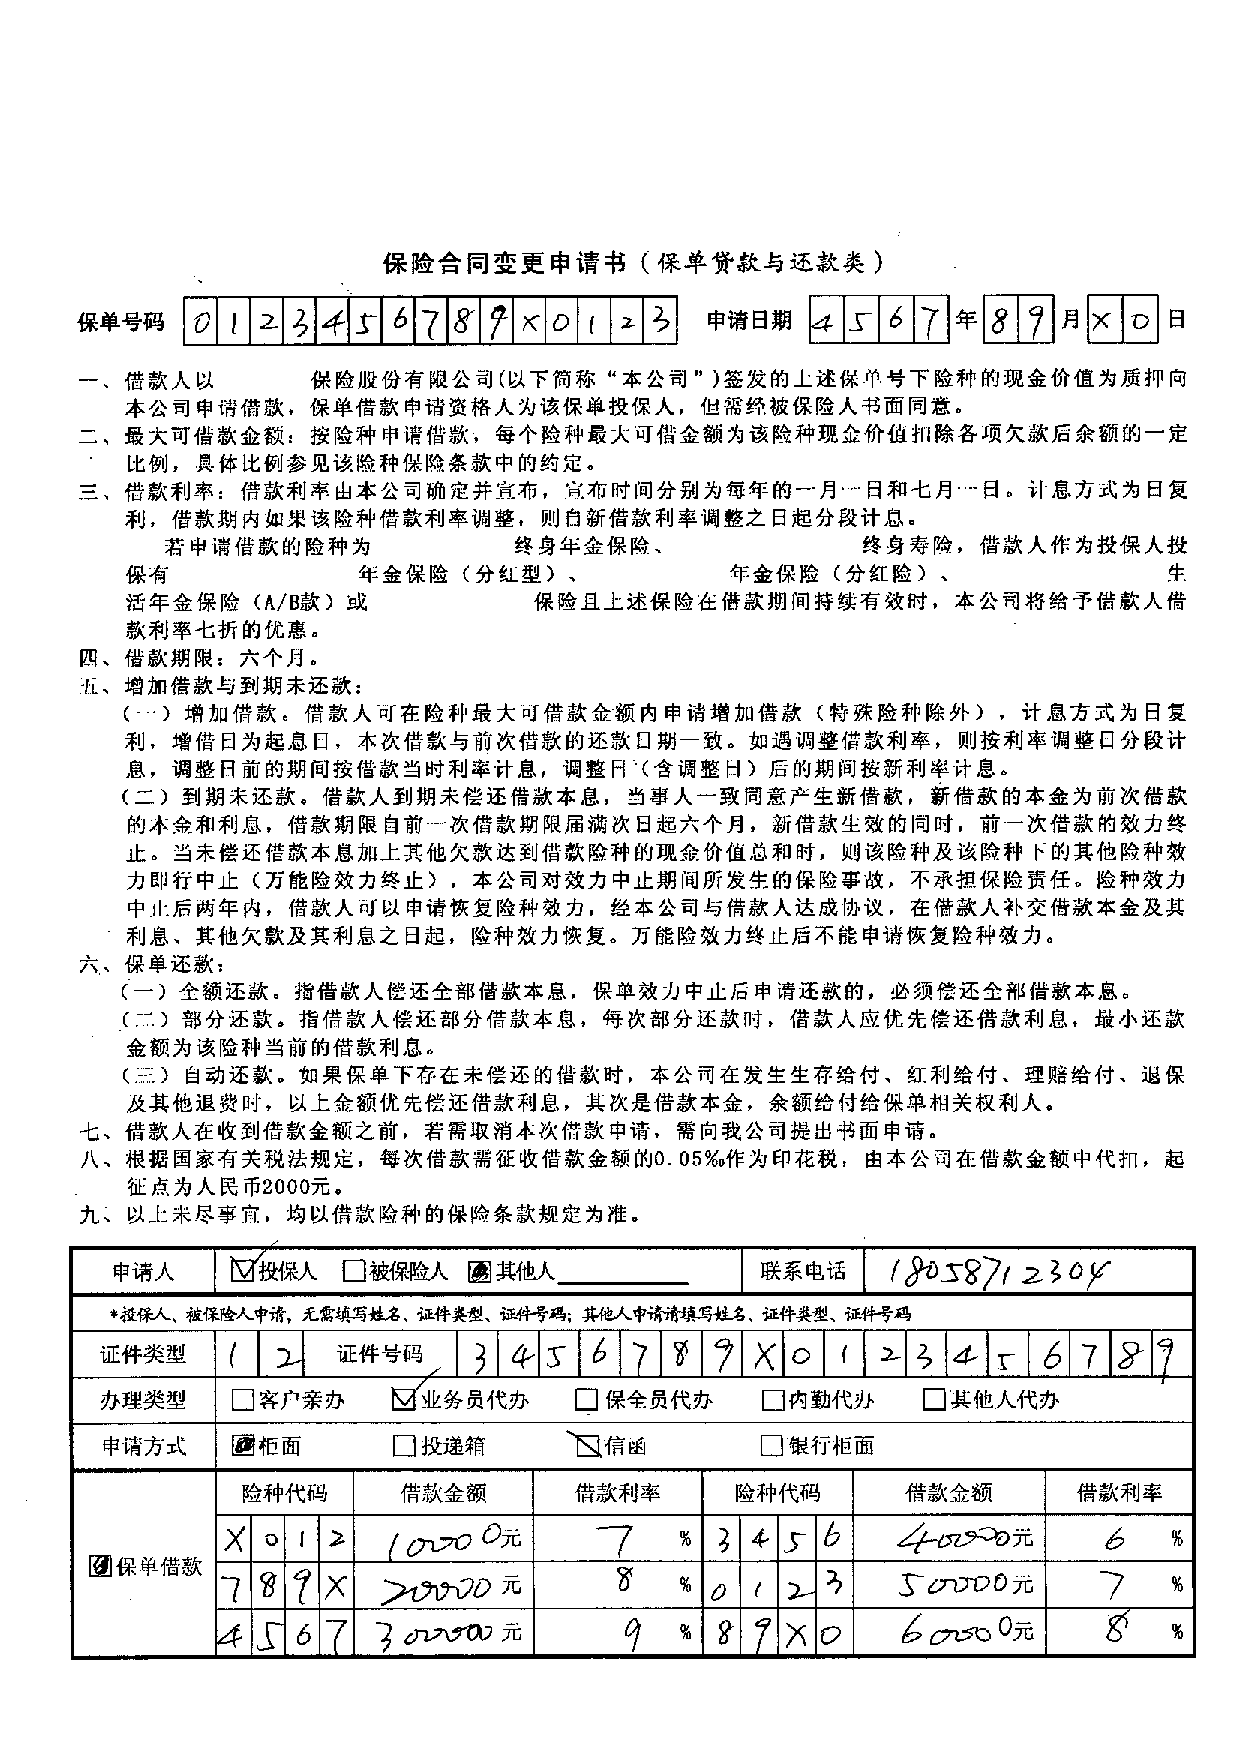 保险合同变更申请书（保单贷款与还款类）
保单号码 0 1 2 3 4 5 6 7 8 9 X 0 1 2 3 申请日期 4 5 6 7 年 8 9 月 X 0 日
一、借款人以 保险股份有限公司(以下简称“本公司”)签发的上述保单号下险种的现金价值为质押向
本公司申请借款，保单借款申请资格人为该保单投保人，但需经被保险人书面同意。
二、最大可借款金额：按险种申请借款，每个险种最大可借金额为该险种现金价值扣除各项欠款后余额的一定
比例，具体比例参见该险种保险条款中的约定。
三、借款利率：借款利率由本公司确定并宣布，宣布时间分别为每年的一月一日和七月一日。计息方式为日复
利，借款期内如果该险种借款利率调整，则自新借款利率调整之日起分段计息。
若申请借款的险种为 终身年金保险、 终身寿险，借款人作为投保人投
保有 年金保险（分红型）、 年金保险（分红险）、 生
活年金保险（A/B款）或 保险且上述保险在借款期间持续有效时，本公司将给予借款人借
款利率七折的优惠。
四、借款期限：六个月。
五、增加借款与到期未还款：
（一）增加借款。借款人可在险种最大可借款金额内申请增加借款（特殊险种除外），计息方式为日复
利，增借日为起息日，本次借款与前次借款的还款日期一致。如遇调整借款利率，则按利率调整日分段计
息，调整日前的期间按借款当时利率计息，调整日（含调整日）后的期间按新利率计息。
（二）到期未还款。借款人到期未偿还借款本息，当事人一致同意产生新借款，新借款的本金为前次借款
的本金和利息，借款期限自前一次借款期限届满次日起六个月，新借款生效的同时，前一次借款的效力终
止。当未偿还借款本息加上其他欠款达到借款险种的现金价值总和时，则该险种及该险种下的其他险种效
力即行中止（万能险效力终止），本公司对效力中止期间所发生的保险事故，不承担保险责任。险种效力
中止后两年内，借款人可以申请恢复险种效力，经本公司与借款人达成协议，在借款人补交借款本金及其
利息、其他欠款及其利息之日起，险种效力恢复。万能险效力终止后不能申请恢复险种效力。
六、保单还款：
（一）全额还款。指借款人偿还全部借款本息，保单效力中止后申请还款的，必须偿还全部借款本息。
（二）部分还款。指借款人偿还部分借款本息，每次部分还款时，借款人应优先偿还借款利息，最小还款
金额为该险种当前的借款利息。
（三）自动还款。如果保单下存在未偿还的借款时，本公司在发生生存给付、红利给付、理赔给付、退保
及其他退费时，以上金额优先偿还借款利息，其次是借款本金，余额给付给保单相关权利人。
七、借款人在收到借款金额之前，若需取消本次借款申请，需向我公司提出书面申请。
八、根据国家有关税法规定，每次借款需征收借款金额的0.05‰作为印花税，由本公司在借款金额中代扣，起
征点为人民币2000元。
九、以上未尽事宜，均以借款险种的保险条款规定为准。
申请人 投保人 被保险人 其他人 联系电话 18058712304
*投保人、被保险人申请，无需填写姓名、证件类型、证件号码；其他人申请请填写姓名、证件类型、证件号码
证件类型 1 2 证件号码 3 4 5 6 7 8 9 X 0 1 2 3 4 5 6 7 8 9
办理类型 客户亲办 业务员代办 保全员代办 内勤代办 其他人代办
申请方式 柜面 投递箱 信函 银行柜面
险种代码 借款金额 借款利率 险种代码 借款金额 借款利率
X 0 1 2 10000元 7 % 3 4 5 6 40000元 6 %
保单借款 7 8 9 X 20000元 8 % 0 1 2 3 50000元 7 %
4 5 6 7 30000元 9 % 8 9 X 0 60000元 8 %